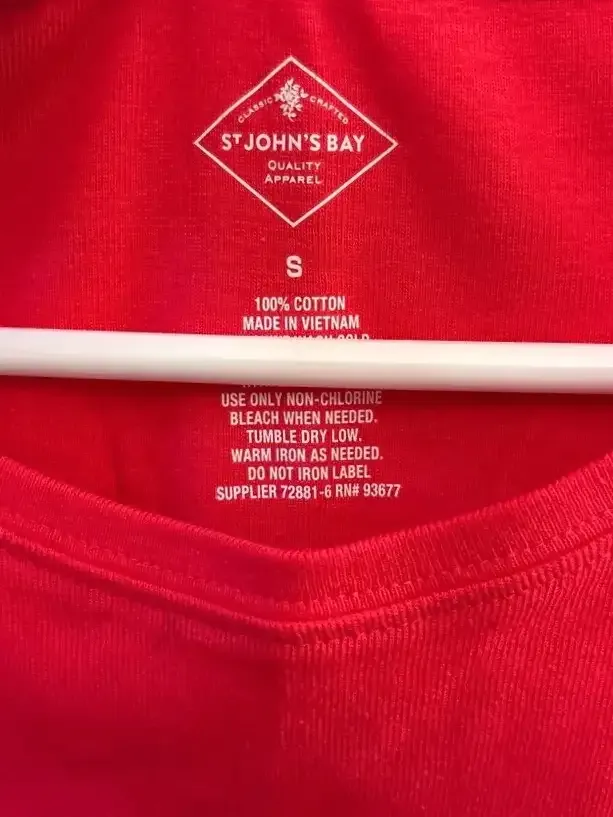 CLASSIC CRAFTED
ST JOHN'S BAY
QUALITY
APPAREL
S
100% COTTON
MADE IN VIETNAM
USE ONLY NON-CHLORINE
BLEACH WHEN NEEDED.
TUMBLE DRY LOW.
WARM IRON AS NEEDED.
DO NOT IRON LABEL
SUPPLIER 72881-6 RN# 93677